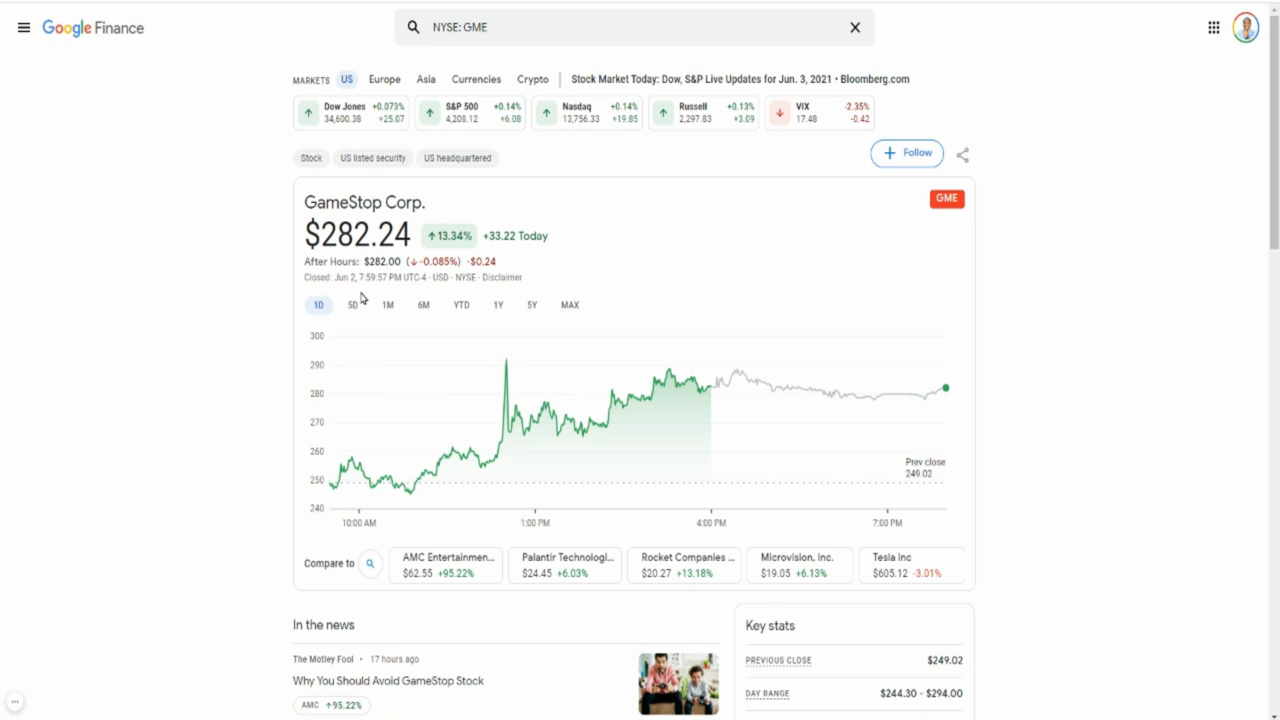 Google Finance
NYSE: GME
MARKETS US Europe Asia Currencies Crypto Stock Market Today: Dow, S&P Live Updates for Jun. 3, 2021 • Bloomberg.com
Dow Jones +0.073%
34,600.38 +25.07
S&P 500 +0.14%
4,208.12 +6.08
Nasdaq +0.14%
13,756.33 +19.85
Russell +0.13%
2,297.83 +3.09
VIX -2.35%
17.48 -0.42
Stock US listed security US headquartered
+ Follow
GameStop Corp. GME
$282.24 ↑13.34% +33.22 Today
After Hours: $282.00 (↓-0.085%) -$0.24
Closed: Jun 2, 7:59:57 PM UTC-4 · USD · NYSE · Disclaimer
1D 5D 1M 6M YTD 1Y 5Y MAX
300
290
280
270
260
250
240
Prev close
249.02
10:00 AM 1:00 PM 4:00 PM 7:00 PM
Compare to
AMC Entertainmen...
$62.55 +95.22%
Palantir Technologi...
$24.45 +6.03%
Rocket Companies ...
$20.27 +13.18%
Microvision, Inc.
$19.05 +6.13%
Tesla Inc
$605.12 -3.01%
In the news
The Motley Fool • 17 hours ago
Why You Should Avoid GameStop Stock
AMC ↑95.22%
Key stats
PREVIOUS CLOSE $249.02
DAY RANGE $244.30 - $294.00